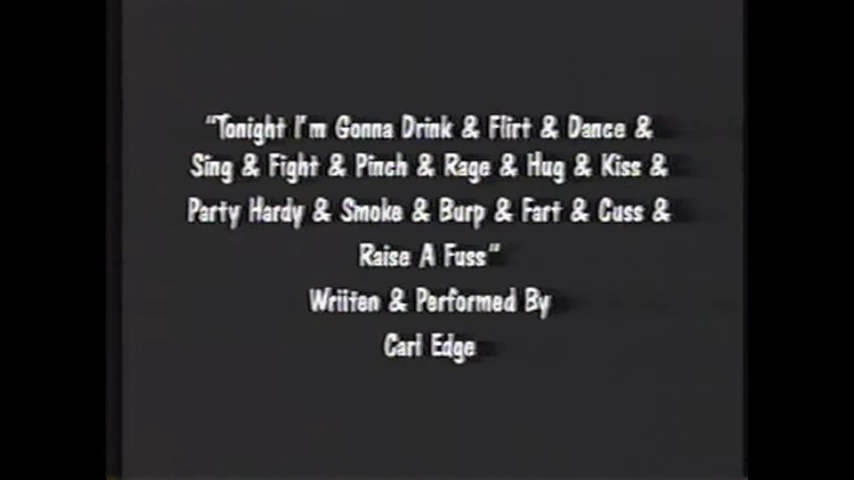 "Tonight I'm Gonna Drink & Flirt & Dance &
Sing & Fight & Pinch & Rage & Hug & Kiss &
Party Hardy & Smoke & Burp & Fart & Cuss &
Raise A Fuss"
Wriiten & Performed By
Carl Edge